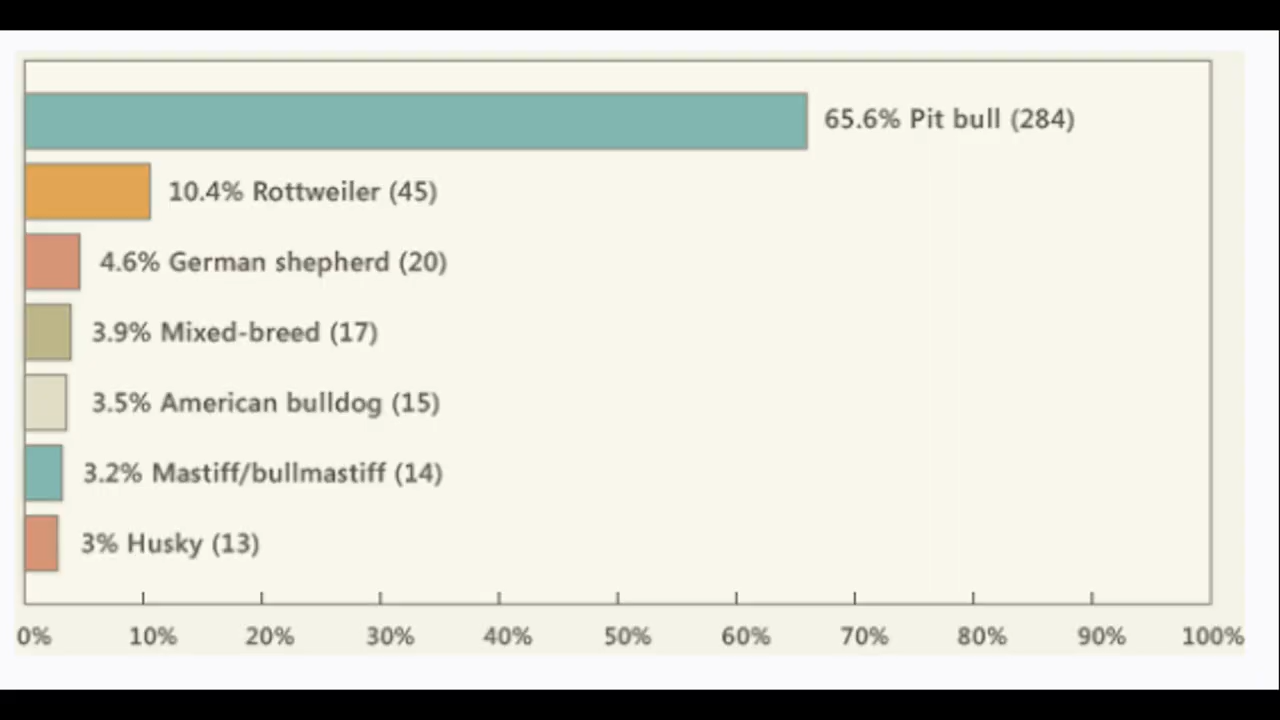 65.6% Pit bull (284)
10.4% Rottweiler (45)
4.6% German shepherd (20)
3.9% Mixed-breed (17)
3.5% American bulldog (15)
3.2% Mastiff/bullmastiff (14)
3% Husky (13)
0% 10% 20% 30% 40% 50% 60% 70% 80% 90% 100%